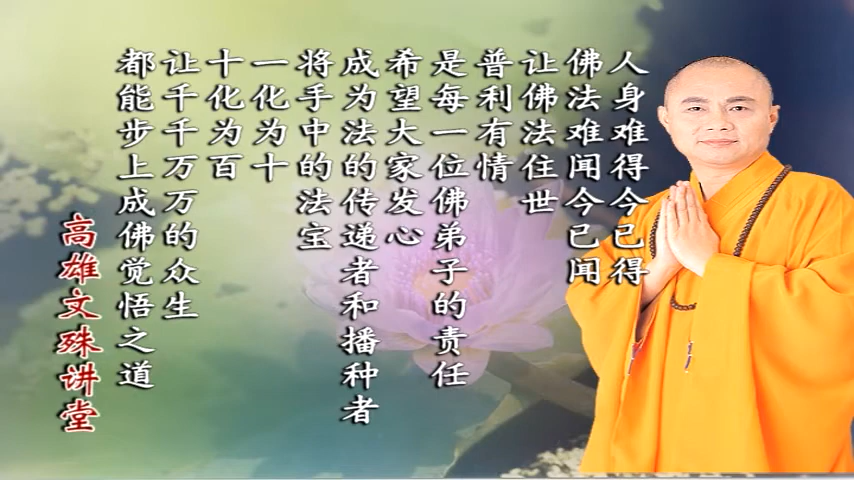 人身难得今已得
佛法难闻今已闻
让佛法住世
普利有情
是每一位佛弟子的责任
希望大家发心
成为法的传递者和播种者
将手中的法宝
一化为十
十化为百
让千千万万的众生
都能步上成佛觉悟之道
高雄文殊讲堂